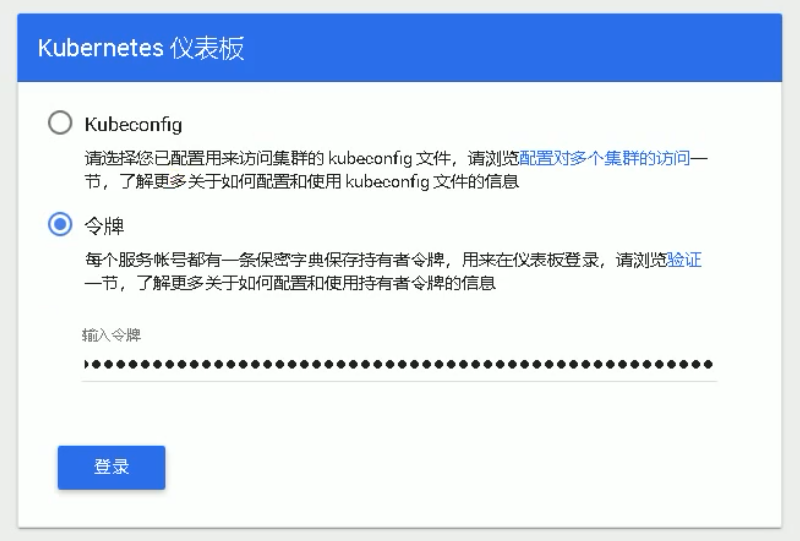 Kubernetes 仪表板
Kubeconfig
请选择您已配置用来访问集群的 kubeconfig 文件，请浏览配置对多个集群的访问一
节，了解更多关于如何配置和使用 kubeconfig 文件的信息
令牌
每个服务帐号都有一条保密字典保存持有者令牌，用来在仪表板登录，请浏览验证
一节，了解更多关于如何配置和使用持有者令牌的信息
输入令牌
登录